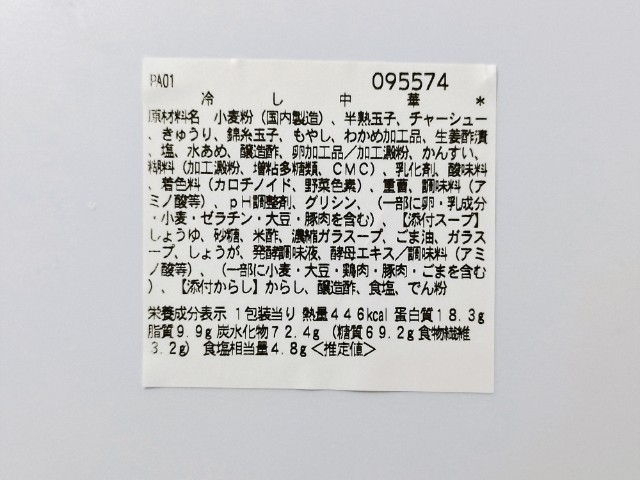 PA01 095574
冷し中華 *
原材料名 小麦粉（国内製造）、半熟玉子、チャーシュー
、きゅうり、錦糸玉子、もやし、わかめ加工品、生姜酢漬
、塩、水あめ、醸造酢、卵加工品／加工澱粉、かんすい、
糊料（加工澱粉、増粘多糖類、CMC）、乳化剤、酸味料
、着色料（カロチノイド、野菜色素）、重曹、調味料（ア
ミノ酸等）、pH調整剤、グリシン、（一部に卵・乳成分
・小麦・ゼラチン・大豆・豚肉を含む）、【添付スープ】
しょうゆ、砂糖、米酢、濃縮ガラスープ、ごま油、ガラス
ープ、しょうが、発酵調味液、酵母エキス／調味料（アミ
ノ酸等）、（一部に小麦・大豆・鶏肉・豚肉・ごまを含む
）、【添付からし】からし、醸造酢、食塩、でん粉
栄養成分表示 1包装当り 熱量446kcal 蛋白質18.3g
脂質9.9g 炭水化物72.4g（糖質69.2g 食物繊維
3.2g） 食塩相当量4.8g＜推定値＞